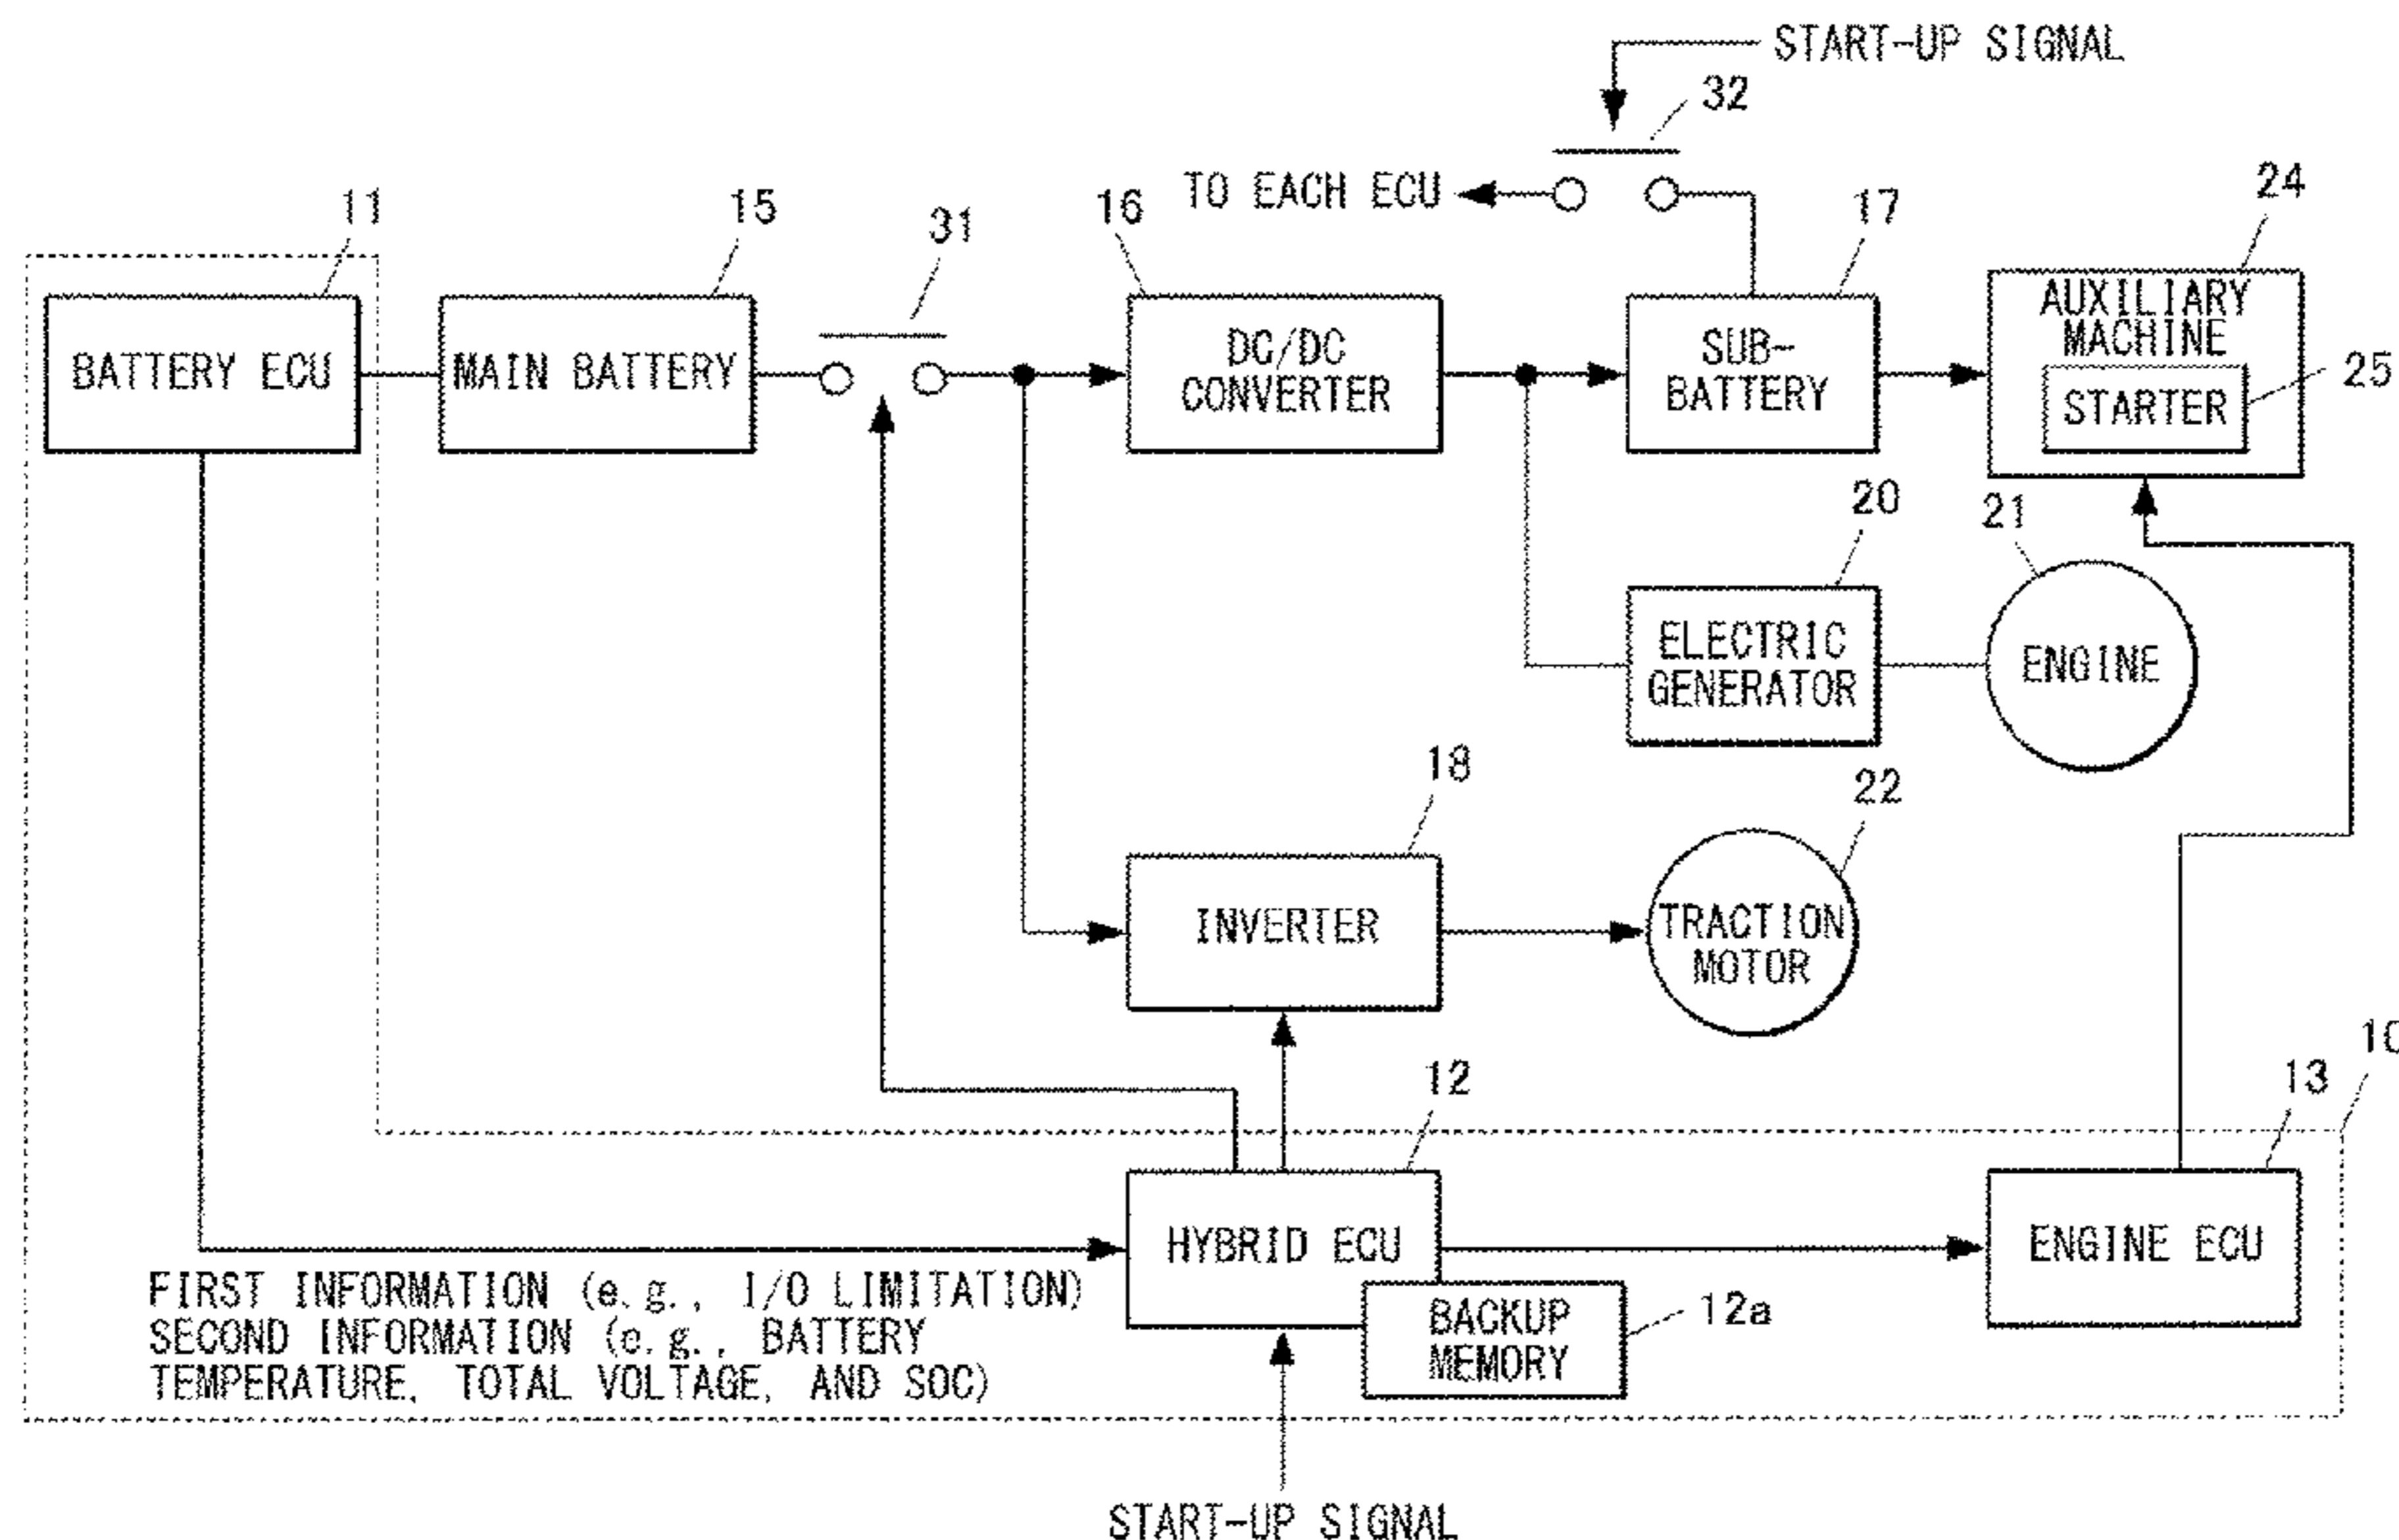 START-UP SIGNAL
32
TO EACH ECU
11
15
31
16
17
24
BATTERY ECU
MAIN BATTERY
DC/DC
CONVERTER
SUB-
BATTERY
AUXILIARY
MACHINE
STARTER
25
20
21
ELECTRIC
GENERATOR
ENGINE
18
22
INVERTER
TRACTION
MOTOR
10
12
13
HYBRID ECU
ENGINE ECU
BACKUP
MEMORY
12a
FIRST INFORMATION (e.g., I/O LIMITATION)
SECOND INFORMATION (e.g., BATTERY
TEMPERATURE, TOTAL VOLTAGE, AND SOC)
START-UP SIGNAL